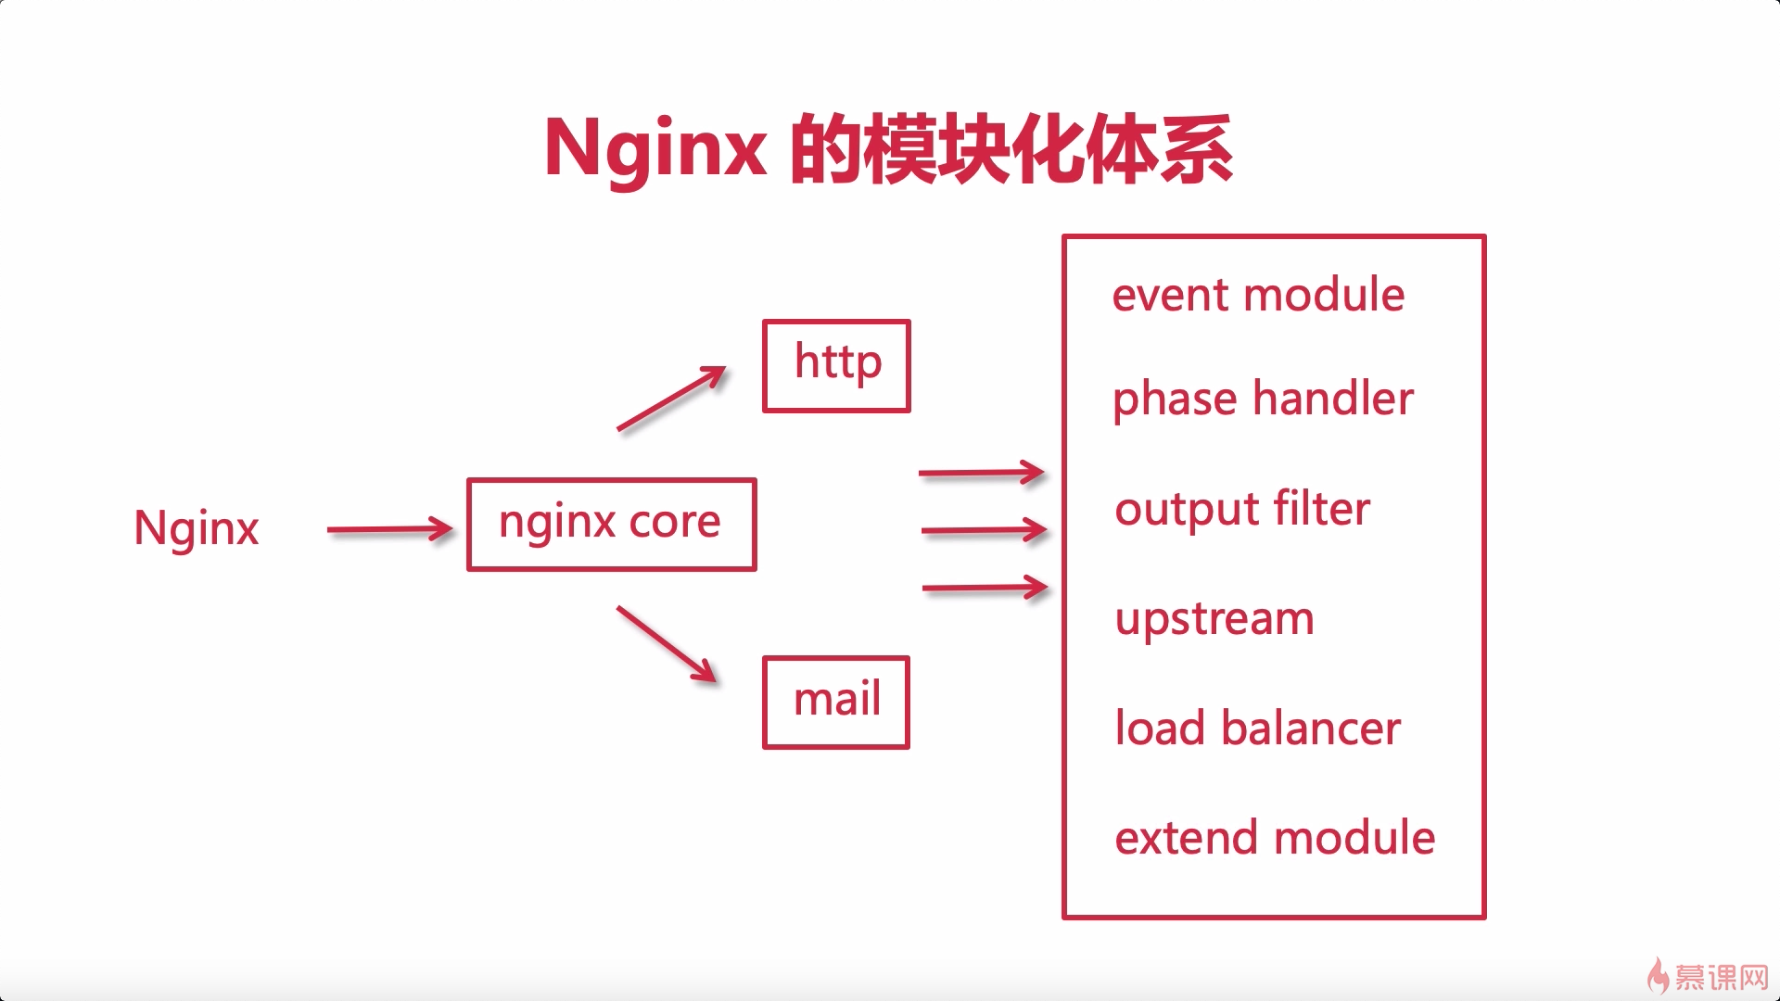 Nginx 的模块化体系
Nginx
nginx core
http
mail
event module
phase handler
output filter
upstream
load balancer
extend module
慕课网